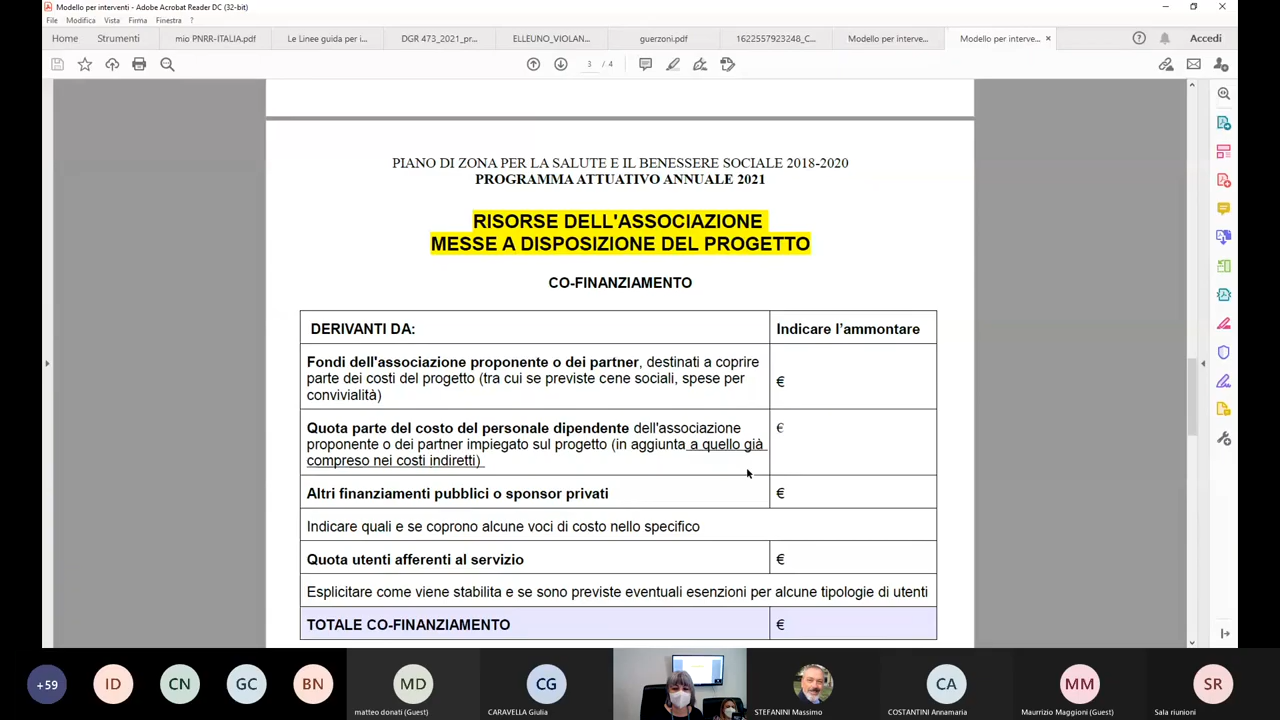 Modello per interventi - Adobe Acrobat Reader DC (32-bit)
File Modifica Vista Firma Finestra ?
Home Strumenti mio PNRR-ITALIA.pdf Le Linee guida per i... DGR 473_2021_pr... ELLEUNO_VIOLAN... guerzoni.pdf 1622557923248_C... Modello per interve... Modello per interve... × Accedi
3 / 4
PIANO DI ZONA PER LA SALUTE E IL BENESSERE SOCIALE 2018-2020
PROGRAMMA ATTUATIVO ANNUALE 2021
RISORSE DELL'ASSOCIAZIONE
MESSE A DISPOSIZIONE DEL PROGETTO
CO-FINANZIAMENTO
DERIVANTI DA: Indicare l'ammontare
Fondi dell'associazione proponente o dei partner, destinati a coprire
parte dei costi del progetto (tra cui se previste cene sociali, spese per
convivialità)
€
Quota parte del costo del personale dipendente dell'associazione
proponente o dei partner impiegato sul progetto (in aggiunta a quello già
compreso nei costi indiretti)
€
Altri finanziamenti pubblici o sponsor privati €
Indicare quali e se coprono alcune voci di costo nello specifico
Quota utenti afferenti al servizio €
Esplicitare come viene stabilita e se sono previste eventuali esenzioni per alcune tipologie di utenti
TOTALE CO-FINANZIAMENTO €
+59 ID CN GC BN MD CG CA MM SR
matteo donati (Guest) CARAVELLA Giulia STEFANINI Massimo COSTANTINI Annamaria Maurizio Maggioni (Guest) Sala riunioni